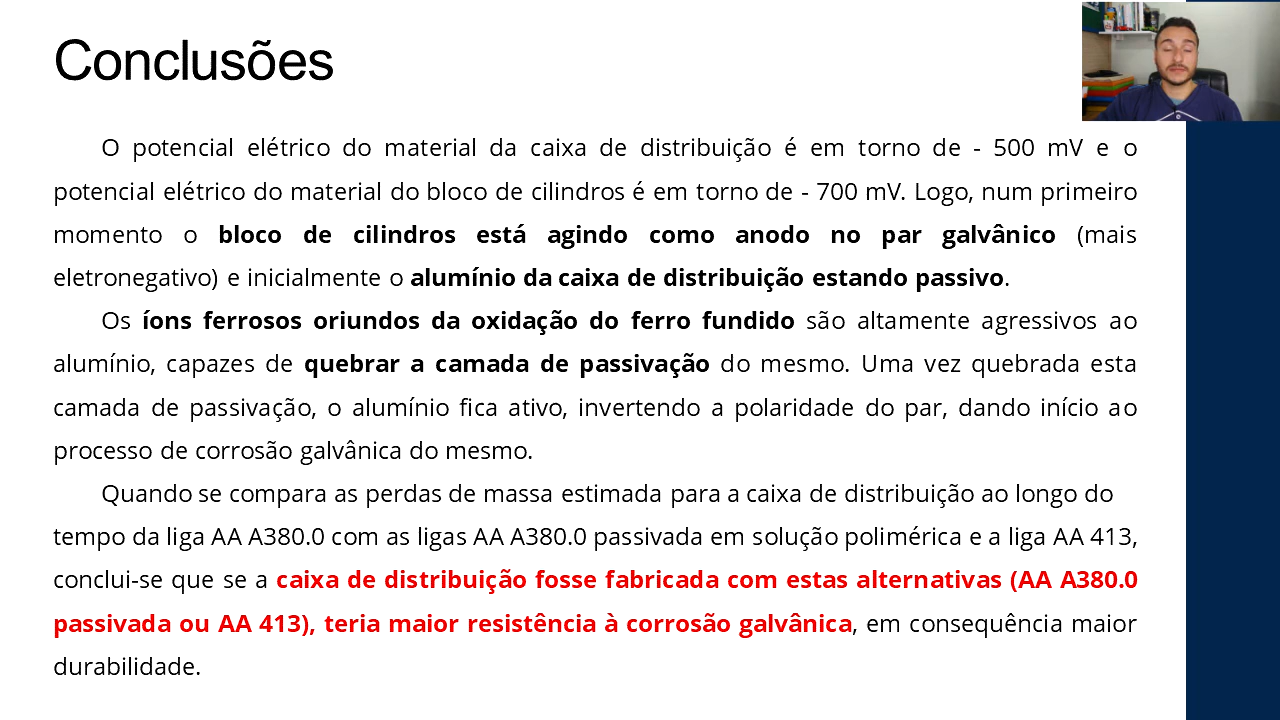 Conclusões
O potencial elétrico do material da caixa de distribuição é em torno de - 500 mV e o
potencial elétrico do material do bloco de cilindros é em torno de - 700 mV. Logo, num primeiro
momento o bloco de cilindros está agindo como anodo no par galvânico (mais
eletronegativo) e inicialmente o alumínio da caixa de distribuição estando passivo.
Os íons ferrosos oriundos da oxidação do ferro fundido são altamente agressivos ao
alumínio, capazes de quebrar a camada de passivação do mesmo. Uma vez quebrada esta
camada de passivação, o alumínio fica ativo, invertendo a polaridade do par, dando início ao
processo de corrosão galvânica do mesmo.
Quando se compara as perdas de massa estimada para a caixa de distribuição ao longo do
tempo da liga AA A380.0 com as ligas AA A380.0 passivada em solução polimérica e a liga AA 413,
conclui-se que se a caixa de distribuição fosse fabricada com estas alternativas (AA A380.0
passivada ou AA 413), teria maior resistência à corrosão galvânica, em consequência maior
durabilidade.